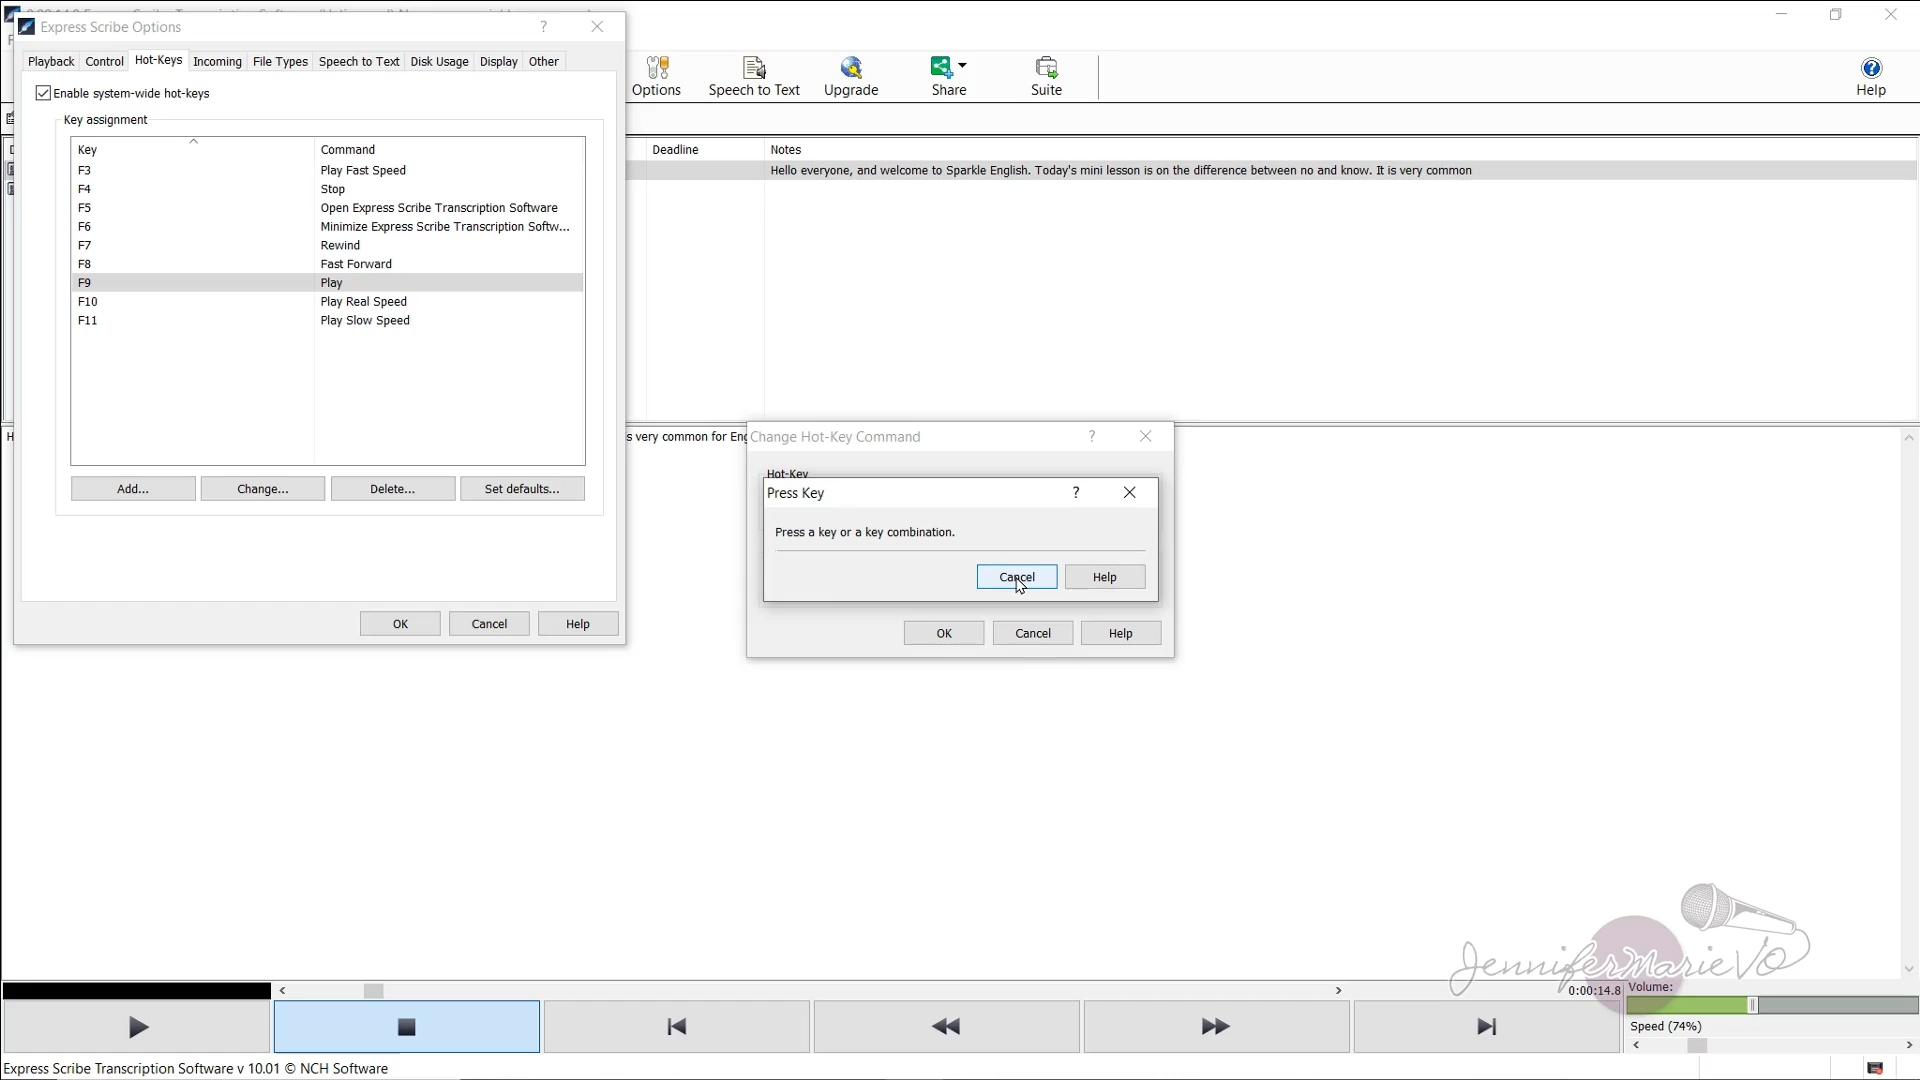 Express Scribe Options
?
Playback Control Hot-Keys Incoming File Types Speech to Text Disk Usage Display Other
Enable system-wide hot-keys
Key assignment
Key Command
F3 Play Fast Speed
F4 Stop
F5 Open Express Scribe Transcription Software
F6 Minimize Express Scribe Transcription Softw...
F7 Rewind
F8 Fast Forward
F9 Play
F10 Play Real Speed
F11 Play Slow Speed
Add... Change... Delete... Set defaults...
OK Cancel Help
Options Speech to Text Upgrade Share Suite Help
Deadline Notes
Hello everyone, and welcome to Sparkle English. Today's mini lesson is on the difference between no and know. It is very common
s very common for Eng
Change Hot-Key Command
?
Hot-Key
Press Key
?
Press a key or a key combination.
Cancel Help
OK Cancel Help
JenniferMarieVO
0:00:14.8 Volume:
Speed (74%)
Express Scribe Transcription Software v 10.01 © NCH Software